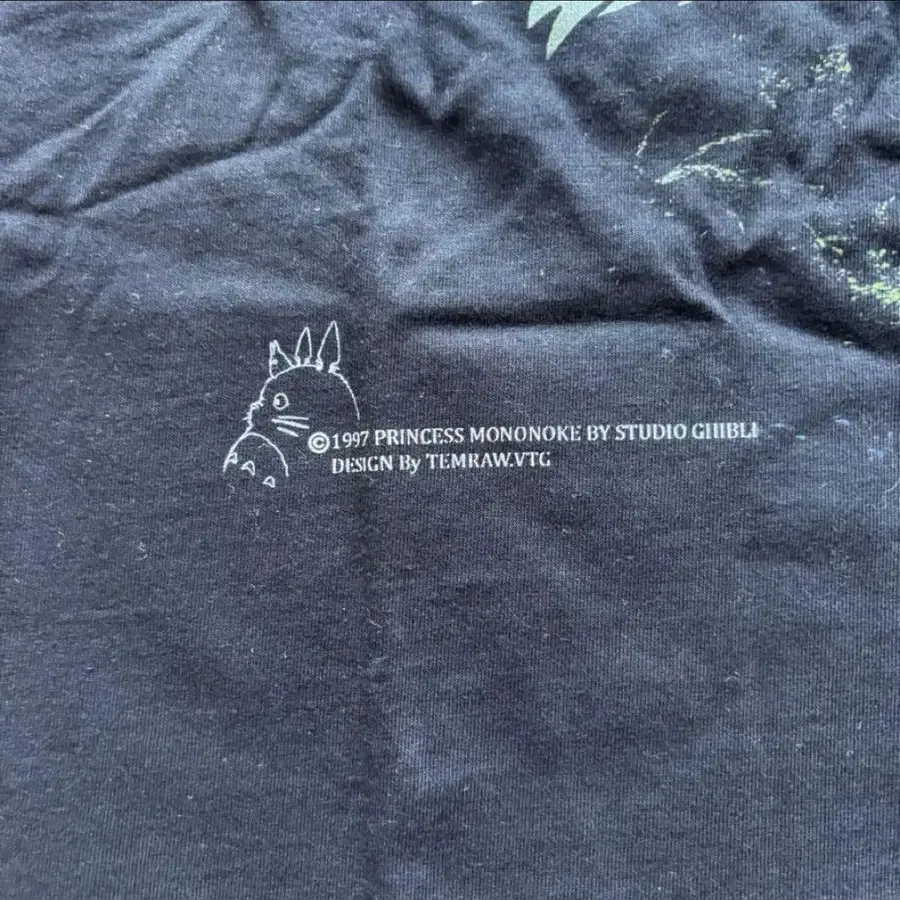 ©1997 PRINCESS MONONOKE BY STUDIO GHIBLI
DESIGN By TEMRAW.VTG